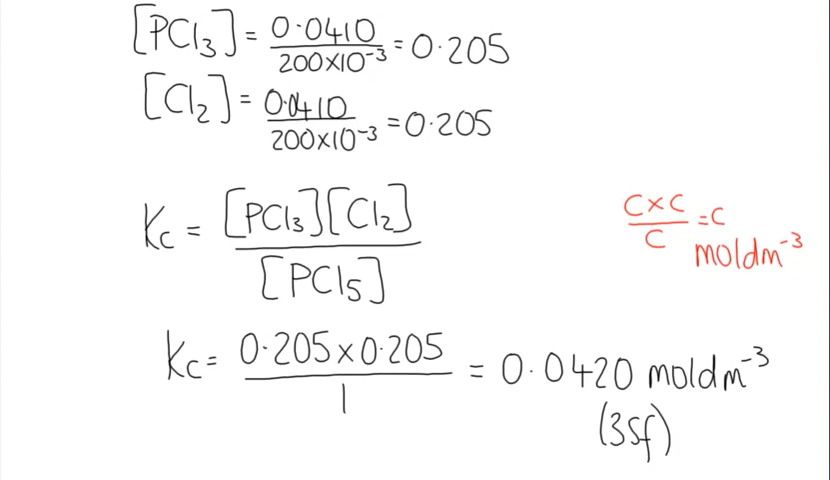 [PCl₃] = 0.0410 / 200×10⁻³ = 0.205
[Cl₂] = 0.0410 / 200×10⁻³ = 0.205
Kc = [PCl₃][Cl₂] / [PCl₅]
C×C / C = C
moldm⁻³
Kc = 0.205×0.205 / 1 = 0.0420 moldm⁻³
(3sf)